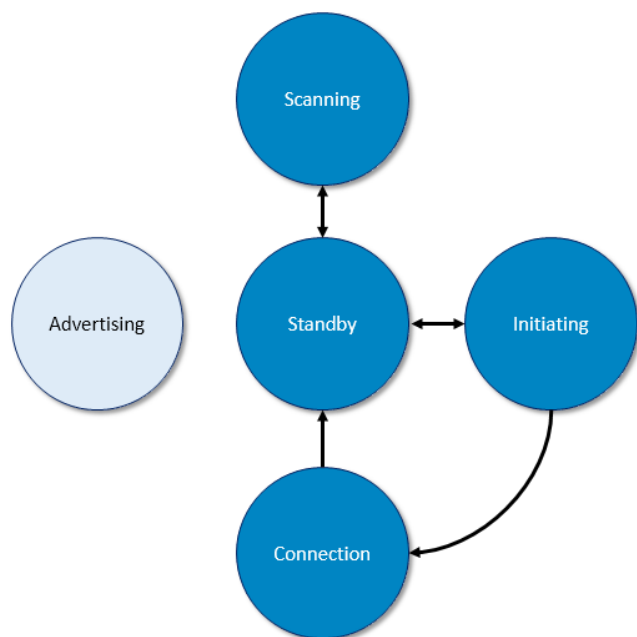 Scanning
Advertising
Standby
Initiating
Connection